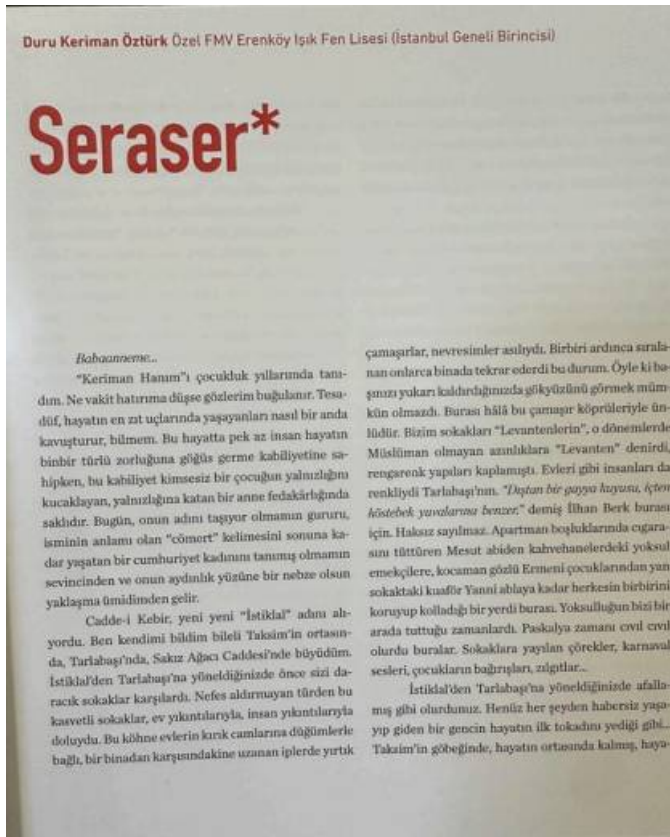 Duru Keriman Öztürk Özel FMV Erenköy Işık Fen Lisesi (İstanbul Geneli Birincisi)
Seraser*
Babaanneme...
"Keriman Hanım"ı çocukluk yıllarında tanı-
dım. Ne vakit hatırıma düşse gözlerim buğulanır. Tesa-
düf, hayatın en zıt uçlarında yaşayanları nasıl bir anda
kavuşturur, bilmem. Bu hayatta pek az insan hayatın
binbir türlü zorluğuna göğüs germe kabiliyetine sa-
hipken, bu kabiliyet kimsesiz bir çocuğun yalnızlığını
kucaklayan, yalnızlığına katan bir anne fedakârlığında
saklıdır. Bugün, onun adını taşıyor olmamın gururu,
isminin anlamı olan "cömert" kelimesini sonuna ka-
dar yaşatan bir cumhuriyet kadınını tanımış olmamın
sevincinden ve onun aydınlık yüzüne bir nebze olsun
yaklaşma ümidimden gelir.
Cadde-i Kebir, yeni yeni "İstiklal" adını alı-
yordu. Ben kendimi bildim bileli Taksim'in ortasın-
da, Tarlabaşı'nda, Sakız Ağacı Caddesi'nde büyüdüm.
İstiklal'den Tarlabaşı'na yöneldiğinizde önce sizi da-
racık sokaklar karşılardı. Nefes aldırmayan türden bu
kasvetli sokaklar, ev yıkıntılarıyla, insan yıkıntılarıyla
doluydu. Bu köhne evlerin kırık camlarına düğümlerle
bağlı, bir binadan karşısındakine uzanan iplerde yırtık
çamaşırlar, nevresimler asılıydı. Birbiri ardınca sırala-
nan onlarca binada tekrar ederdi bu durum. Öyle ki ba-
şınızı yukarı kaldırdığınızda gökyüzünü görmek müm-
kün olmazdı. Burası hâlâ bu çamaşır köprüleriyle ün-
lüdür. Bizim sokakları "Levantenlerin", o dönemlerde
Müslüman olmayan azınlıklara "Levanten" denirdi,
rengarenk yapıları kaplamıştı. Evleri gibi insanları da
renkliydi Tarlabaşı'nın. "Dıştan bir gayya kuyusu, içten
köstebek yuvalarına benzer." demiş İlhan Berk burası
için. Haksız sayılmaz. Apartman boşluklarında cıgara-
sını tüttüren Mesut abiden kahvehanelerdeki yoksul
emekçilere, kocaman gözlü Ermeni çocuklarından yan
sokaktaki kuaför Yanni ablaya kadar herkesin birbirini
koruyup kolladığı bir yerdi burası. Yoksulluğun bizi bir
arada tuttuğu zamanlardı. Paskalya zamanı cıvıl cıvıl
olurdu buralar. Sokaklara yayılan çörekler, karnaval
sesleri, çocukların bağırışları, zılgıtlar...
İstiklal'den Tarlabaşı'na yöneldiğinizde afalla-
mış gibi olurdunuz. Henüz her şeyden habersiz yaşa-
yıp giden bir gencin hayatın ilk tokadını yediği gibi...
Taksim'in göbeğinde, hayatın ortasında kalmış, haya-